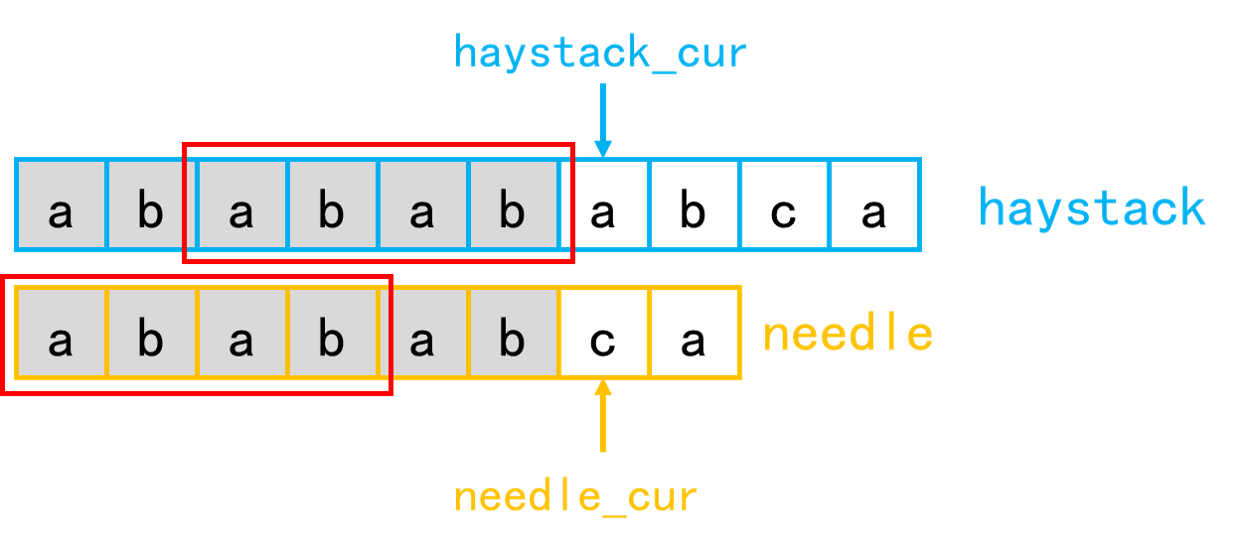 haystack_cur
a b a b a b a b c a haystack
a b a b a b c a needle
needle_cur